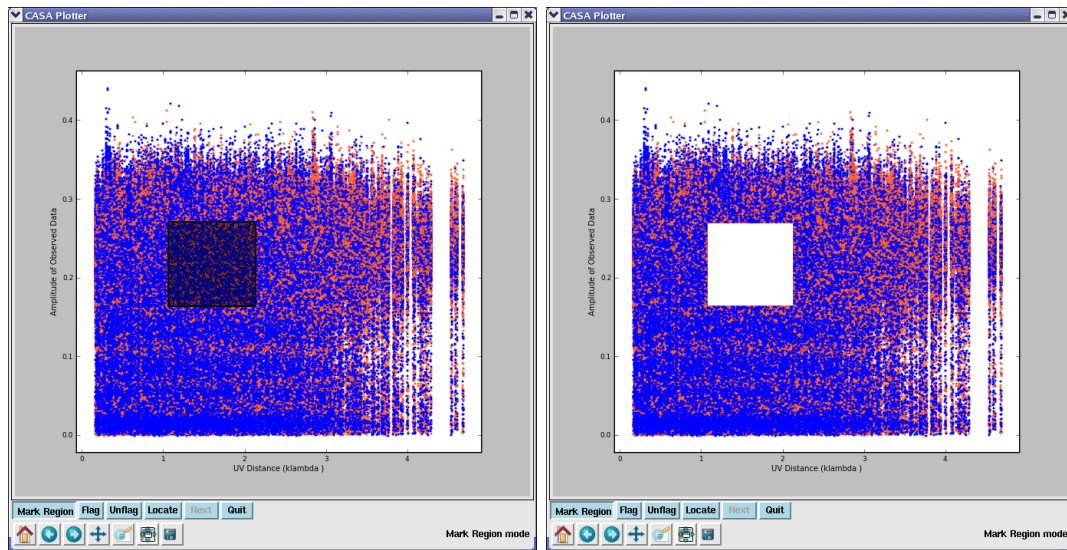 CASA Plotter
Amplitude of Observed Data
0.4
0.3
0.2
0.1
0.0
0 1 2 3 4
UV Distance (klambda )
Mark Region Flag Unflag Locate Next Quit
Mark Region mode
CASA Plotter
Amplitude of Observed Data
0.4
0.3
0.2
0.1
0.0
0 1 2 3 4
UV Distance (klambda )
Mark Region Flag Unflag Locate Next Quit
Mark Region mode